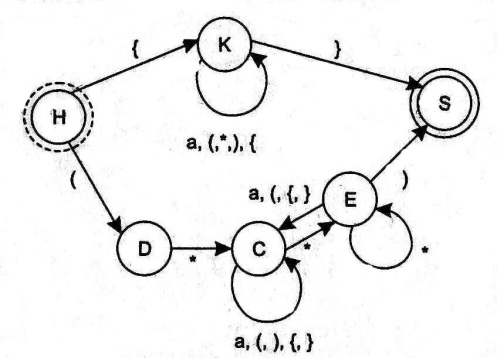 {
K
}
H
S
a, (,*,), {
(
a, (, {, }
E
)
D
*
C
*
*
a, (, ), {, }